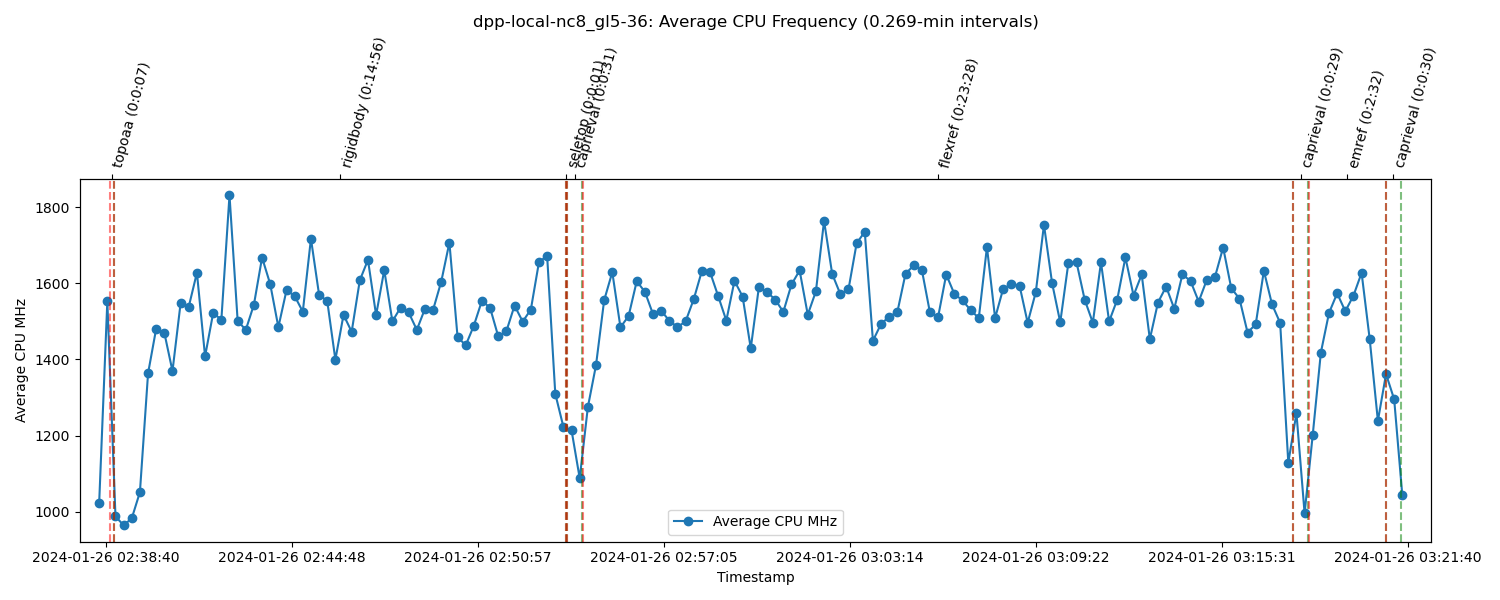 dpp-local-nc8_gl5-36: Average CPU Frequency (0.269-min intervals)
topoaa (0:0:07)
rigidbody (0:14:56)
seletop (0:0:01)
caprieval (0:0:31)
flexref (0:23:28)
caprieval (0:0:29)
emref (0:2:32)
caprieval (0:0:30)
Average CPU MHz
1800
1600
1400
1200
1000
Average CPU MHz
2024-01-26 02:38:40
2024-01-26 02:44:48
2024-01-26 02:50:57
2024-01-26 02:57:05
2024-01-26 03:03:14
2024-01-26 03:09:22
2024-01-26 03:15:31
2024-01-26 03:21:40
Timestamp